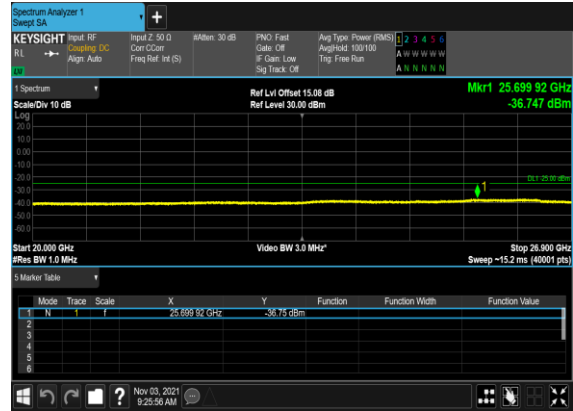 Spectrum Analyzer 1
Swept SA
+
KEYSIGHT Input: RF Input Z: 50 Ω #Atten: 30 dB PNO: Fast Avg Type: Power (RMS) 1 2 3 4 5 6
RL Coupling: DC Corr CCorr Gate: Off Avg|Hold: 100/100 A W W W W W
Align: Auto Freq Ref: Int (S) IF Gain: Low Trig: Free Run
Sig Track: Off A N N N N N
1 Spectrum Ref Lvl Offset 15.08 dB Mkr1 25.699 92 GHz
Scale/Div 10 dB Ref Level 30.00 dBm -36.747 dBm
Log
20.0
10.0
0.00
-10.0
-20.0
DL1 -25.00 dBm
1
-30.0
-40.0
-50.0
-60.0
Start 20.000 GHz Video BW 3.0 MHz* Stop 26.900 GHz
#Res BW 1.0 MHz Sweep ~15.2 ms (40001 pts)
5 Marker Table
Mode Trace Scale X Y Function Function Width Function Value
1 N 1 f 25.699 92 GHz -36.75 dBm
2
3
4
5
6
? Nov 03, 2021
9:25:56 AM